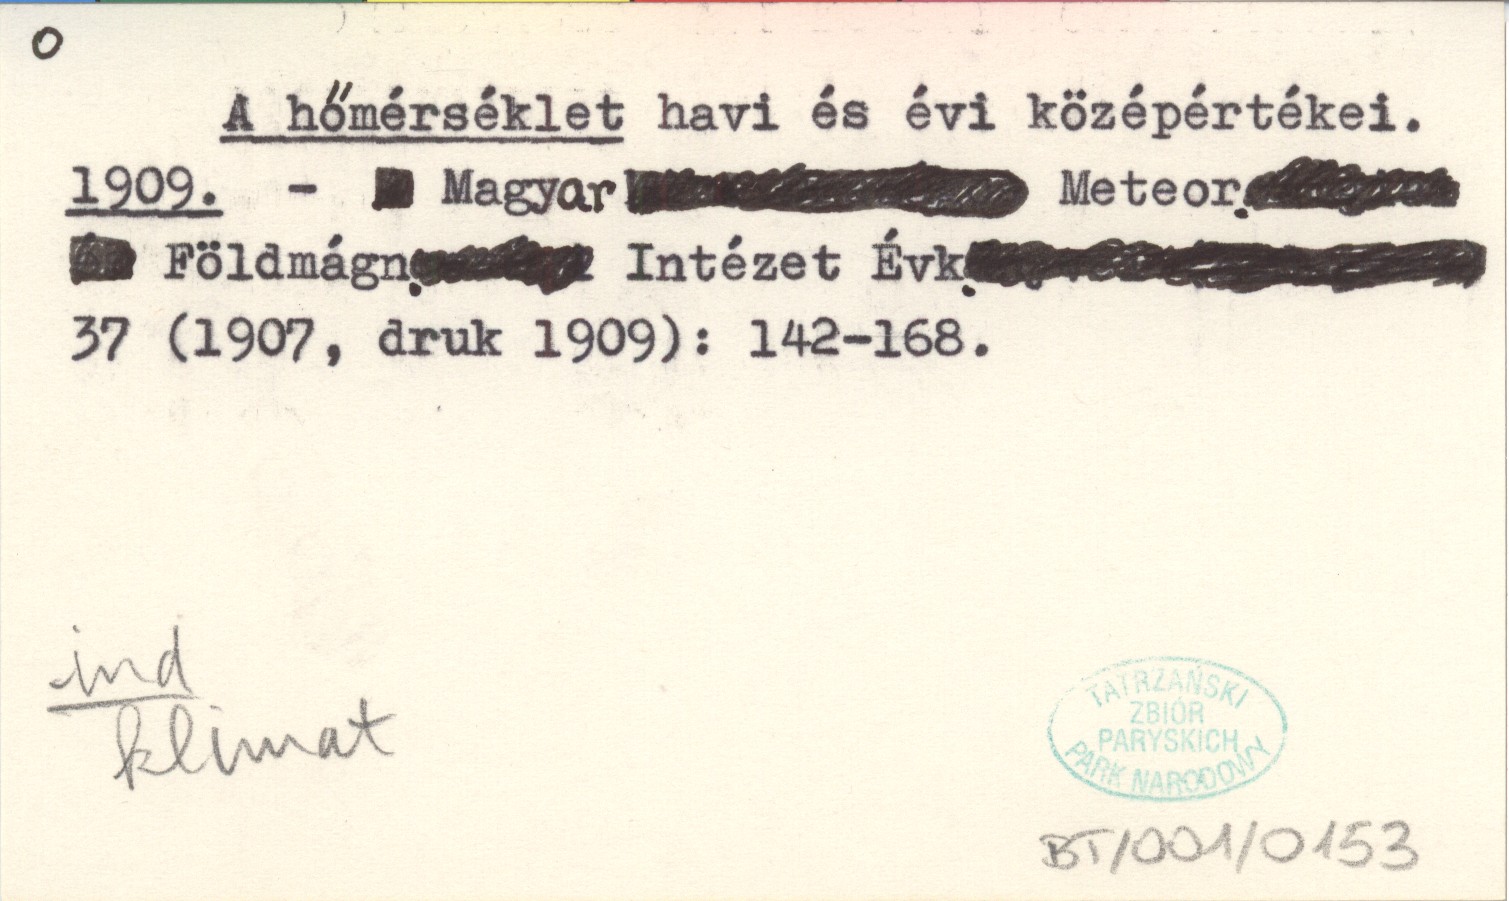 O
A hőmérséklet havi és évi középértékei.
1909. - Magyar Meteor.
Földmágn. Intézet Évk.
37 (1907, druk 1909): 142-168.
ind
klimat
TATRZAŃSKI
ZBIÓR
PARYSKICH
PARK NARODOWY
BT/001/0153